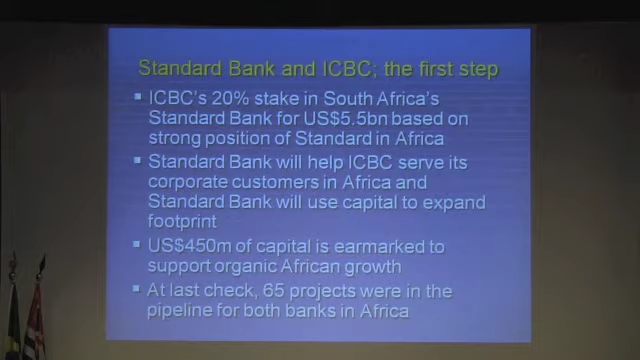 Standard Bank and ICBC; the first step
▪ ICBC's 20% stake in South Africa's
Standard Bank for US$5.5bn based on
strong position of Standard in Africa
▪ Standard Bank will help ICBC serve its
corporate customers in Africa and
Standard Bank will use capital to expand
footprint
▪ US$450m of capital is earmarked to
support organic African growth
▪ At last check, 65 projects were in the
pipeline for both banks in Africa